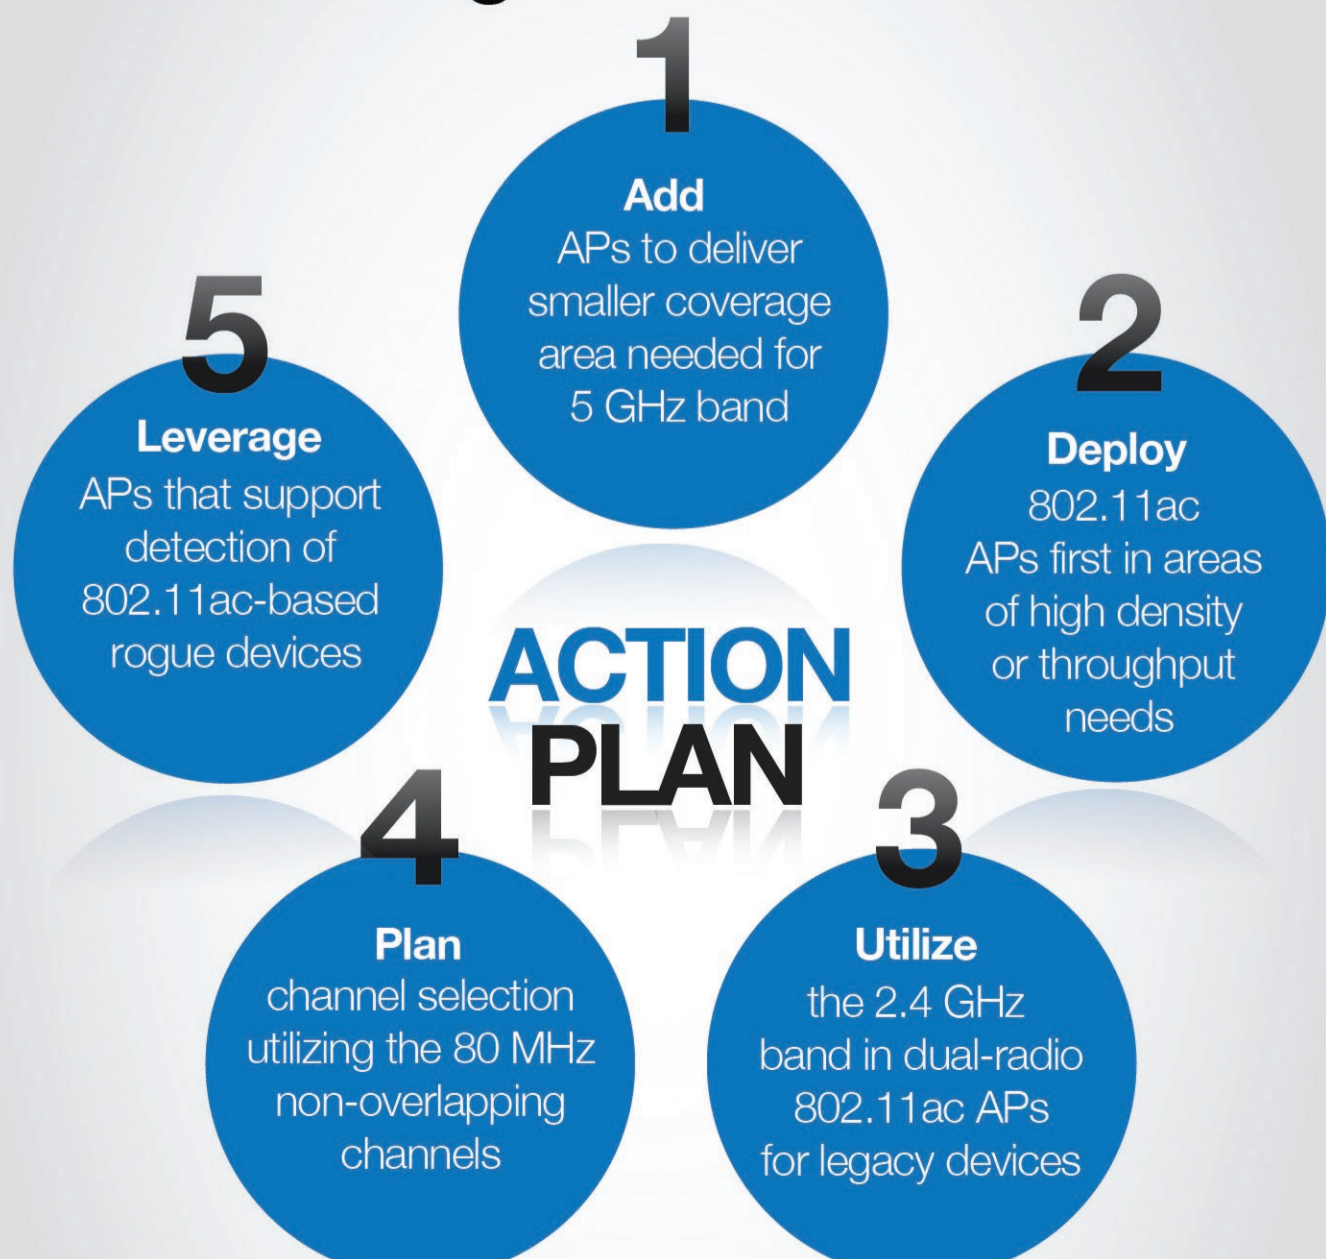 1
Add
APs to deliver
smaller coverage
area needed for
5 GHz band
2
Deploy
802.11ac
APs first in areas
of high density
or throughput
needs
3
Utilize
the 2.4 GHz
band in dual-radio
802.11ac APs
for legacy devices
4
Plan
channel selection
utilizing the 80 MHz
non-overlapping
channels
5
Leverage
APs that support
detection of
802.11ac-based
rogue devices
ACTION
PLAN